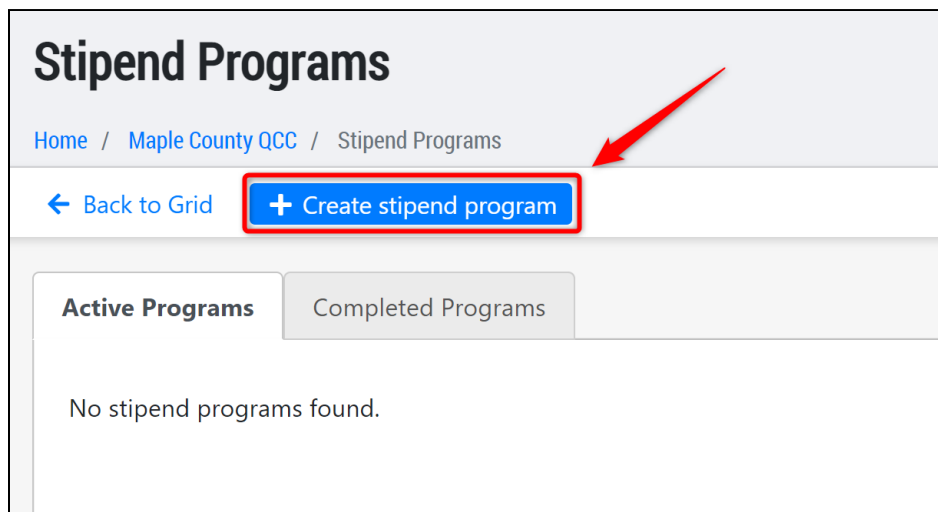 Stipend Programs
Home / Maple County QCC / Stipend Programs
Back to Grid + Create stipend program
Active Programs Completed Programs
No stipend programs found.